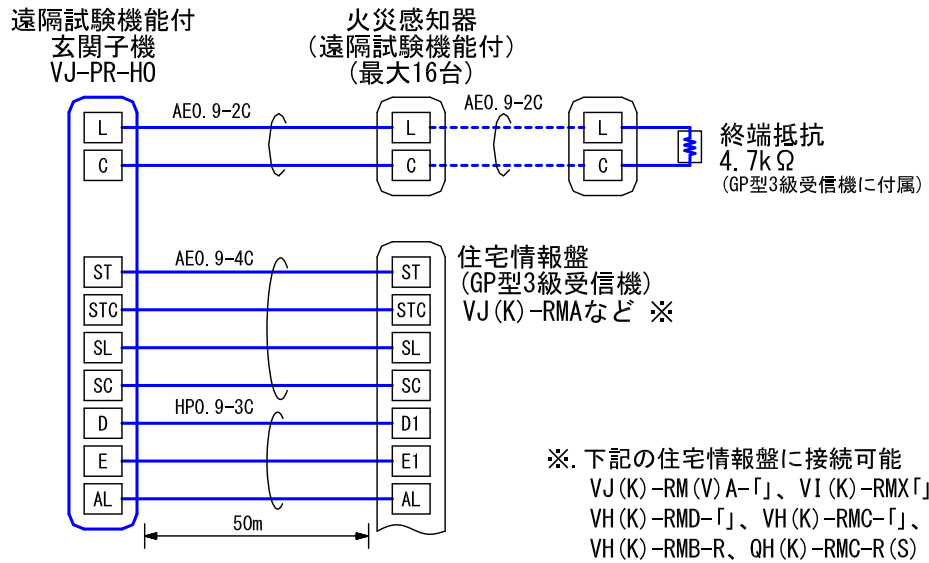 遠隔試験機能付
玄関子機
VJ-PR-HO
火災感知器
(遠隔試験機能付)
(最大16台)
AE0.9-2C
AE0.9-2C
L
L
L
C
C
C
終端抵抗
4.7kΩ
(GP型3級受信機に付属)
AE0.9-4C
住宅情報盤
(GP型3級受信機)
VJ(K)-RMAなど ※
ST
ST
STC
STC
SL
SL
SC
SC
HP0.9-3C
D
D1
E
E1
AL
AL
50m
※.下記の住宅情報盤に接続可能
VJ(K)-RM(V)A-「」、VI(K)-RMX「」
VH(K)-RMD-「」、VH(K)-RMC-「」、
VH(K)-RMB-R、QH(K)-RMC-R(S)